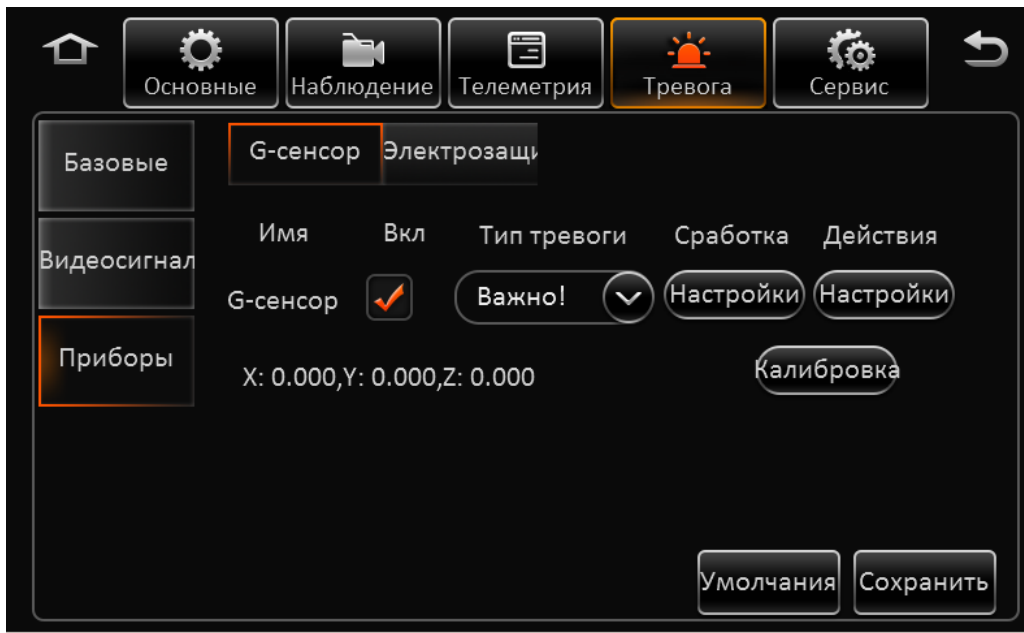 Основные Наблюдение Телеметрия Тревога Сервис
Базовые
Видеосигнал
Приборы
G-сенсор Электрозащи
Имя Вкл Тип тревоги Сработка Действия
G-сенсор Важно! Настройки Настройки
X: 0.000,Y: 0.000,Z: 0.000 Калибровка
Умолчания Сохранить